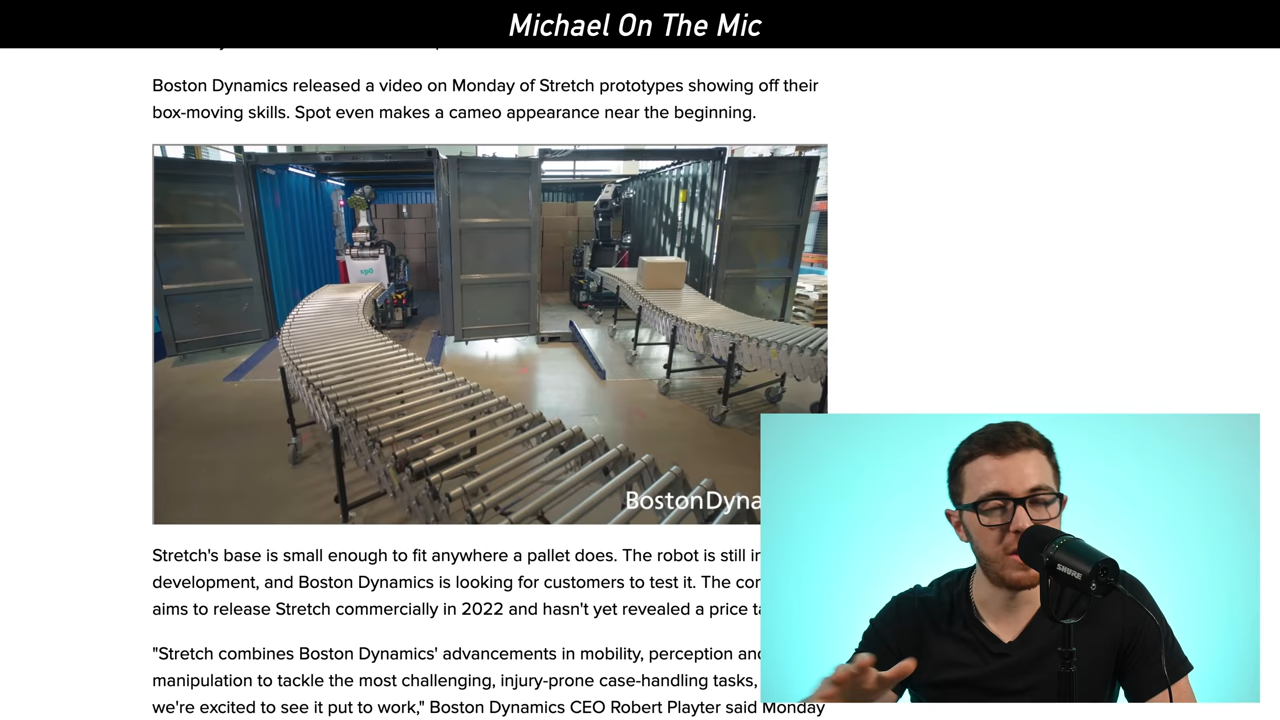 Michael On The Mic
Boston Dynamics released a video on Monday of Stretch prototypes showing off their
box-moving skills. Spot even makes a cameo appearance near the beginning.
sp0
BostonDyna
Stretch's base is small enough to fit anywhere a pallet does. The robot is still in
development, and Boston Dynamics is looking for customers to test it. The con
aims to release Stretch commercially in 2022 and hasn't yet revealed a price ta
"Stretch combines Boston Dynamics' advancements in mobility, perception and
manipulation to tackle the most challenging, injury-prone case-handling tasks,
we're excited to see it put to work," Boston Dynamics CEO Robert Playter said Monday
SHURE